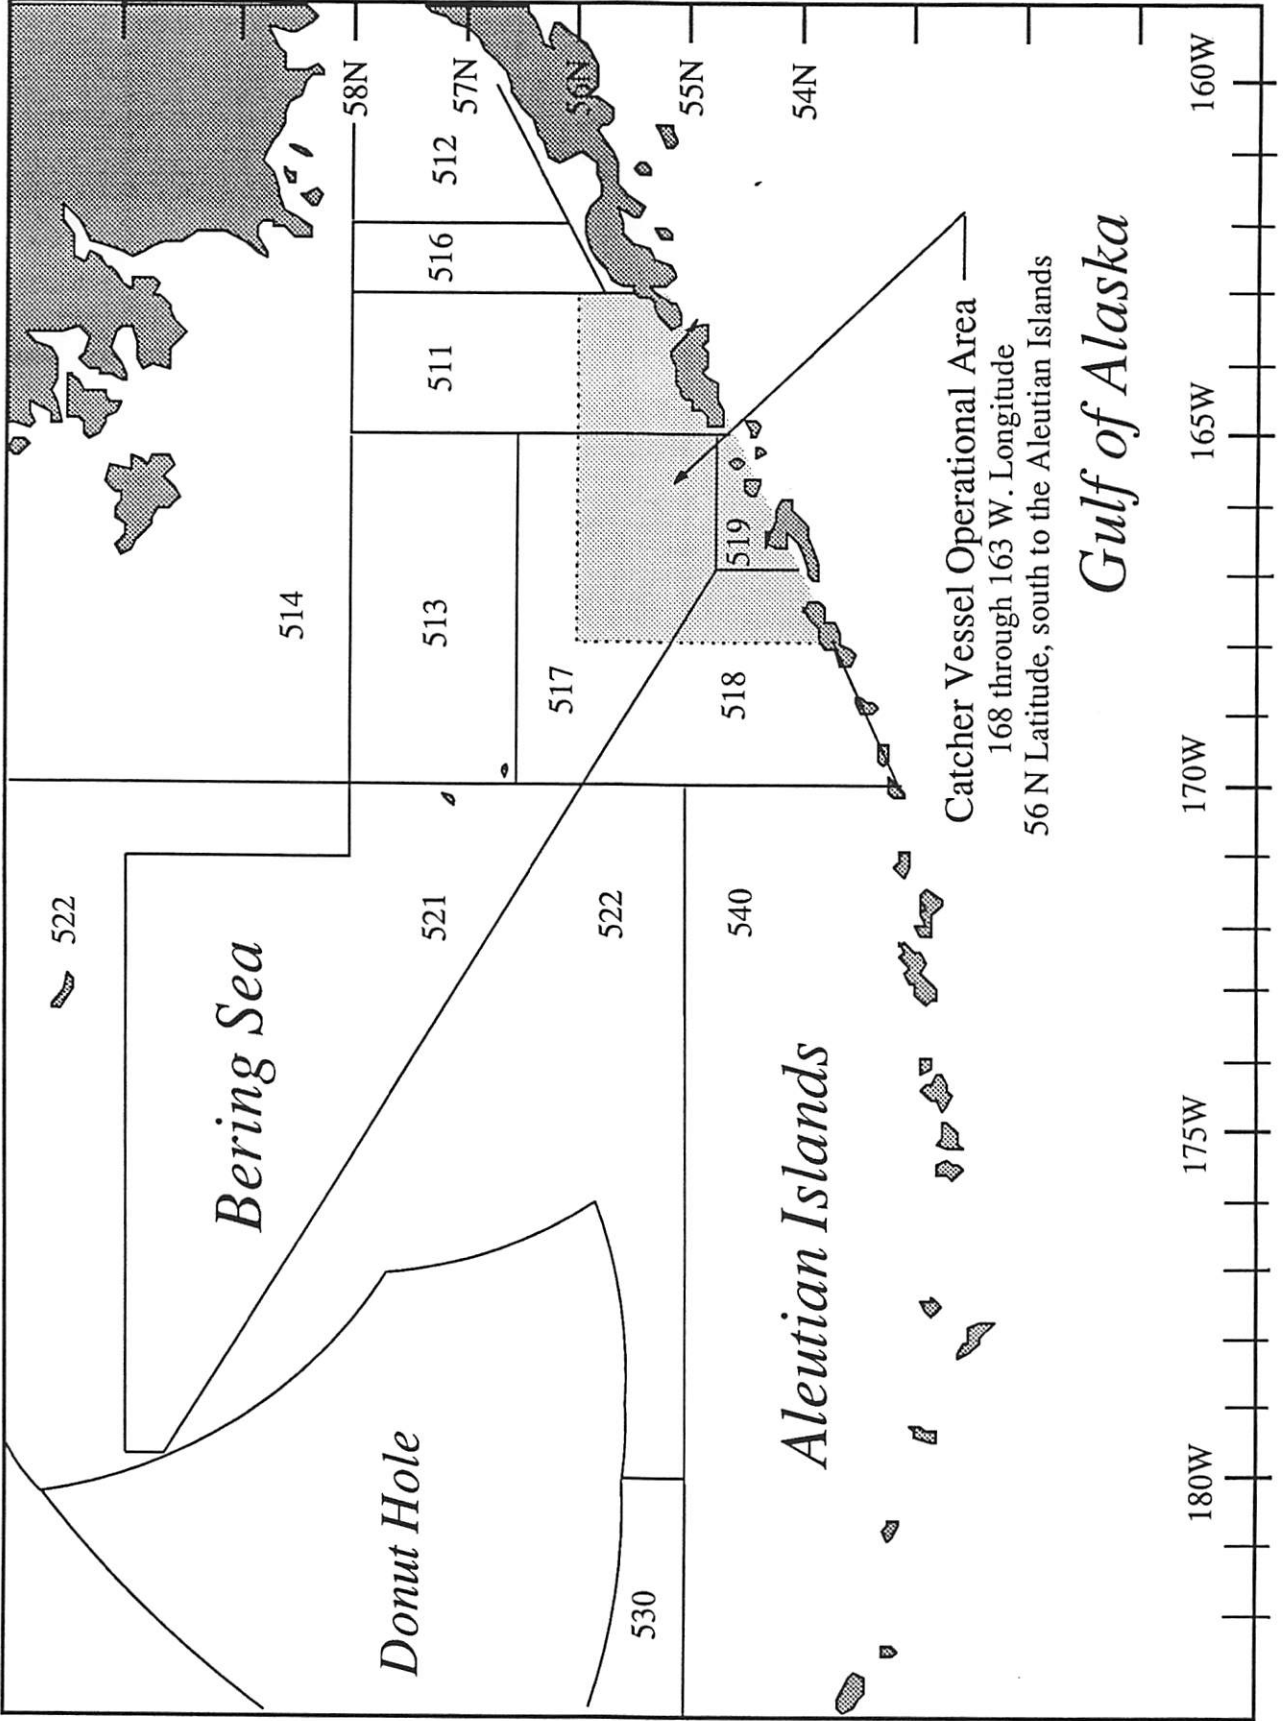 522
514
Bering Sea
58N
57N
56N
55N
54N
512
516
511
513
521
517
522
519
518
540
Donut Hole
530
Aleutian Islands
Catcher Vessel Operational Area
168 through 163 W. Longitude
56 N Latitude, south to the Aleutian Islands
Gulf of Alaska
180W
175W
170W
165W
160W